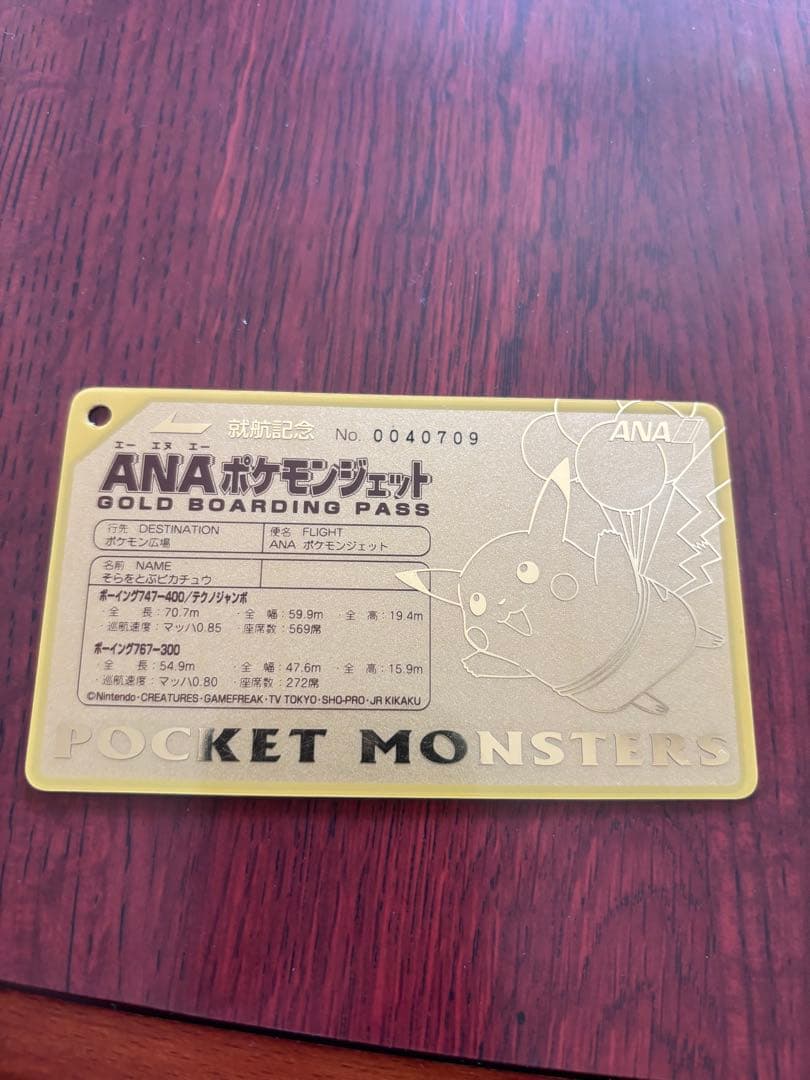 就航記念 No. 0040709
ANA
エー エヌ エー
ANAポケモンジェット
GOLD BOARDING PASS
行先 DESTINATION
ポケモン広場
便名 FLIGHT
ANA ポケモンジェット
名前 NAME
そらをとぶピカチュウ
ボーイング747-400/テクノジャンボ
・全 長：70.7m ・全 幅：59.9m ・全 高：19.4m
・巡航速度：マッハ0.85 ・座席数：569席
ボーイング767-300
・全 長：54.9m ・全 幅：47.6m ・全 高：15.9m
・巡航速度：マッハ0.80 ・座席数：272席
©Nintendo・CREATURES・GAMEFREAK・TV TOKYO・SHO-PRO・JR KIKAKU
POCKET MONSTERS